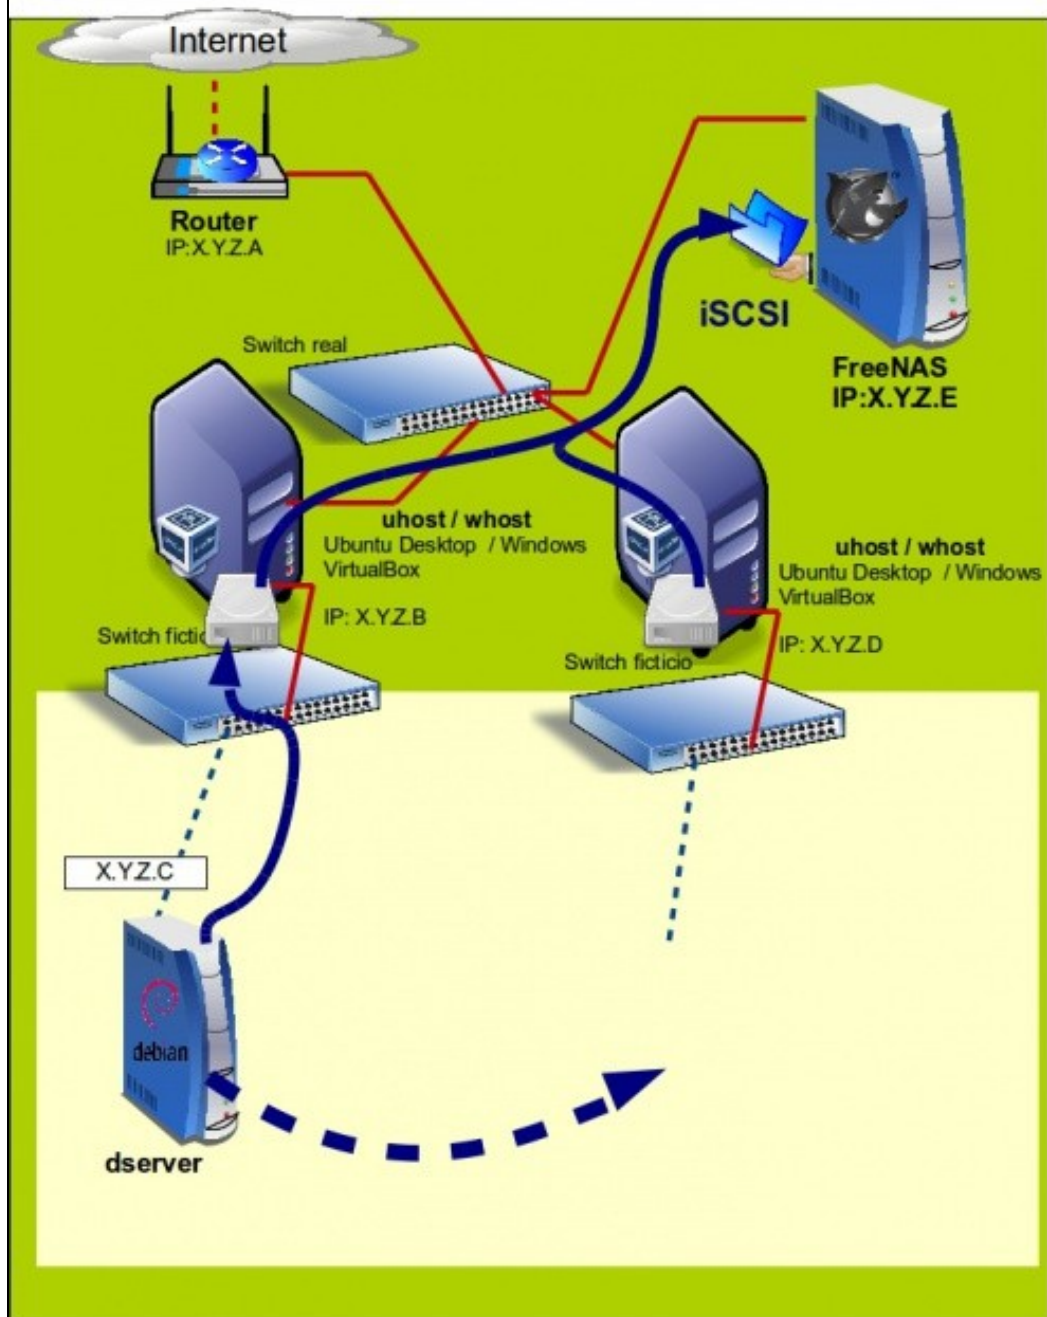 Internet
Router
IP:X.Y.Z.A
iSCSI
FreeNAS
IP:X.Y.Z.E
Switch real
uhost / whost
Ubuntu Desktop / Windows
VirtualBox
IP: X.Y.Z.B
uhost / whost
Ubuntu Desktop / Windows
VirtualBox
IP: X.Y.Z.D
Switch fictic
Switch ficticio
X.Y.Z.C
debian
dserver